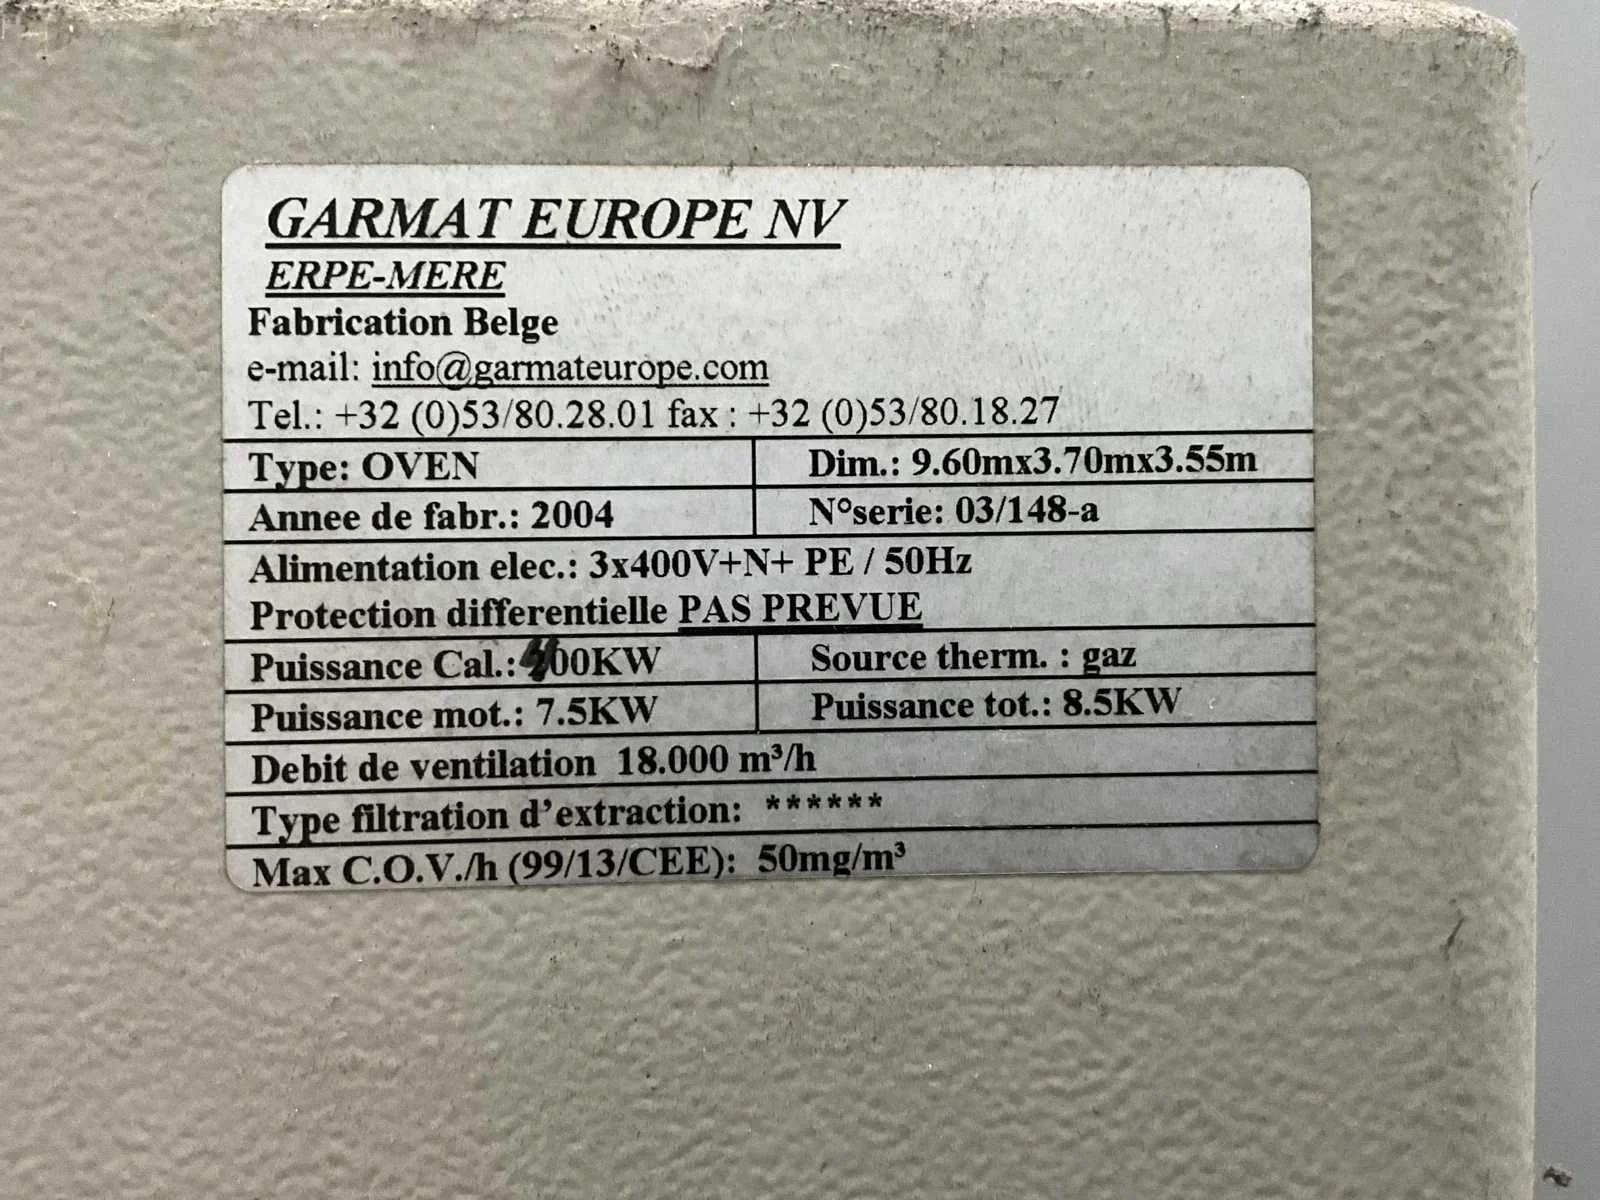 GARMAT EUROPE NV
ERPE-MERE
Fabrication Belge
e-mail: info@garmateurope.com
Tel.: +32 (0)53/80.28.01 fax : +32 (0)53/80.18.27
Type: OVEN Dim.: 9.60mx3.70mx3.55m
Annee de fabr.: 2004 N°serie: 03/148-a
Alimentation elec.: 3x400V+N+ PE / 50Hz
Protection differentielle PAS PREVUE
Puissance Cal.: 400KW Source therm. : gaz
Puissance mot.: 7.5KW Puissance tot.: 8.5KW
Debit de ventilation 18.000 m³/h
Type filtration d’extraction: ******
Max C.O.V./h (99/13/CEE): 50mg/m³